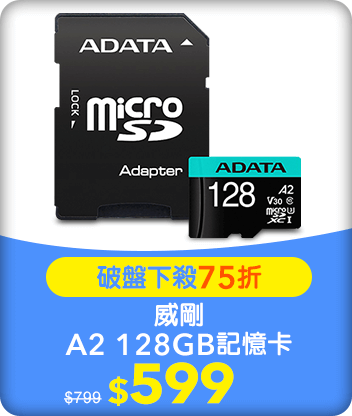 ADATA
LOCK
micro
SD
Adapter
ADATA
128 A2
V30
micro
XC I
破盤下殺75折
威剛
A2 128GB記憶卡
$799 $599